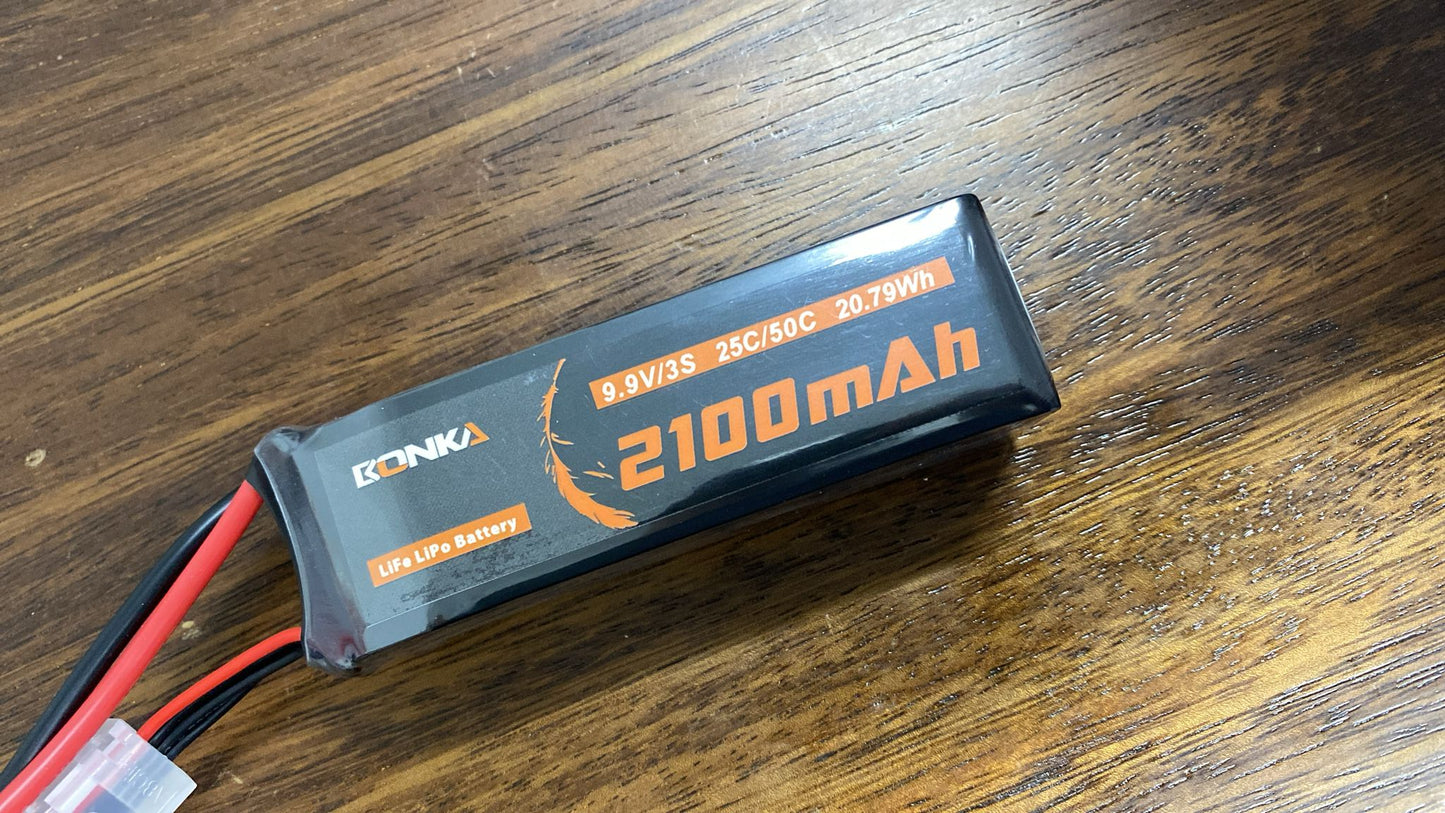 BONKA
LiFe LiPo Battery
9.9V/3S 25C/50C 20.79Wh
2100mAh